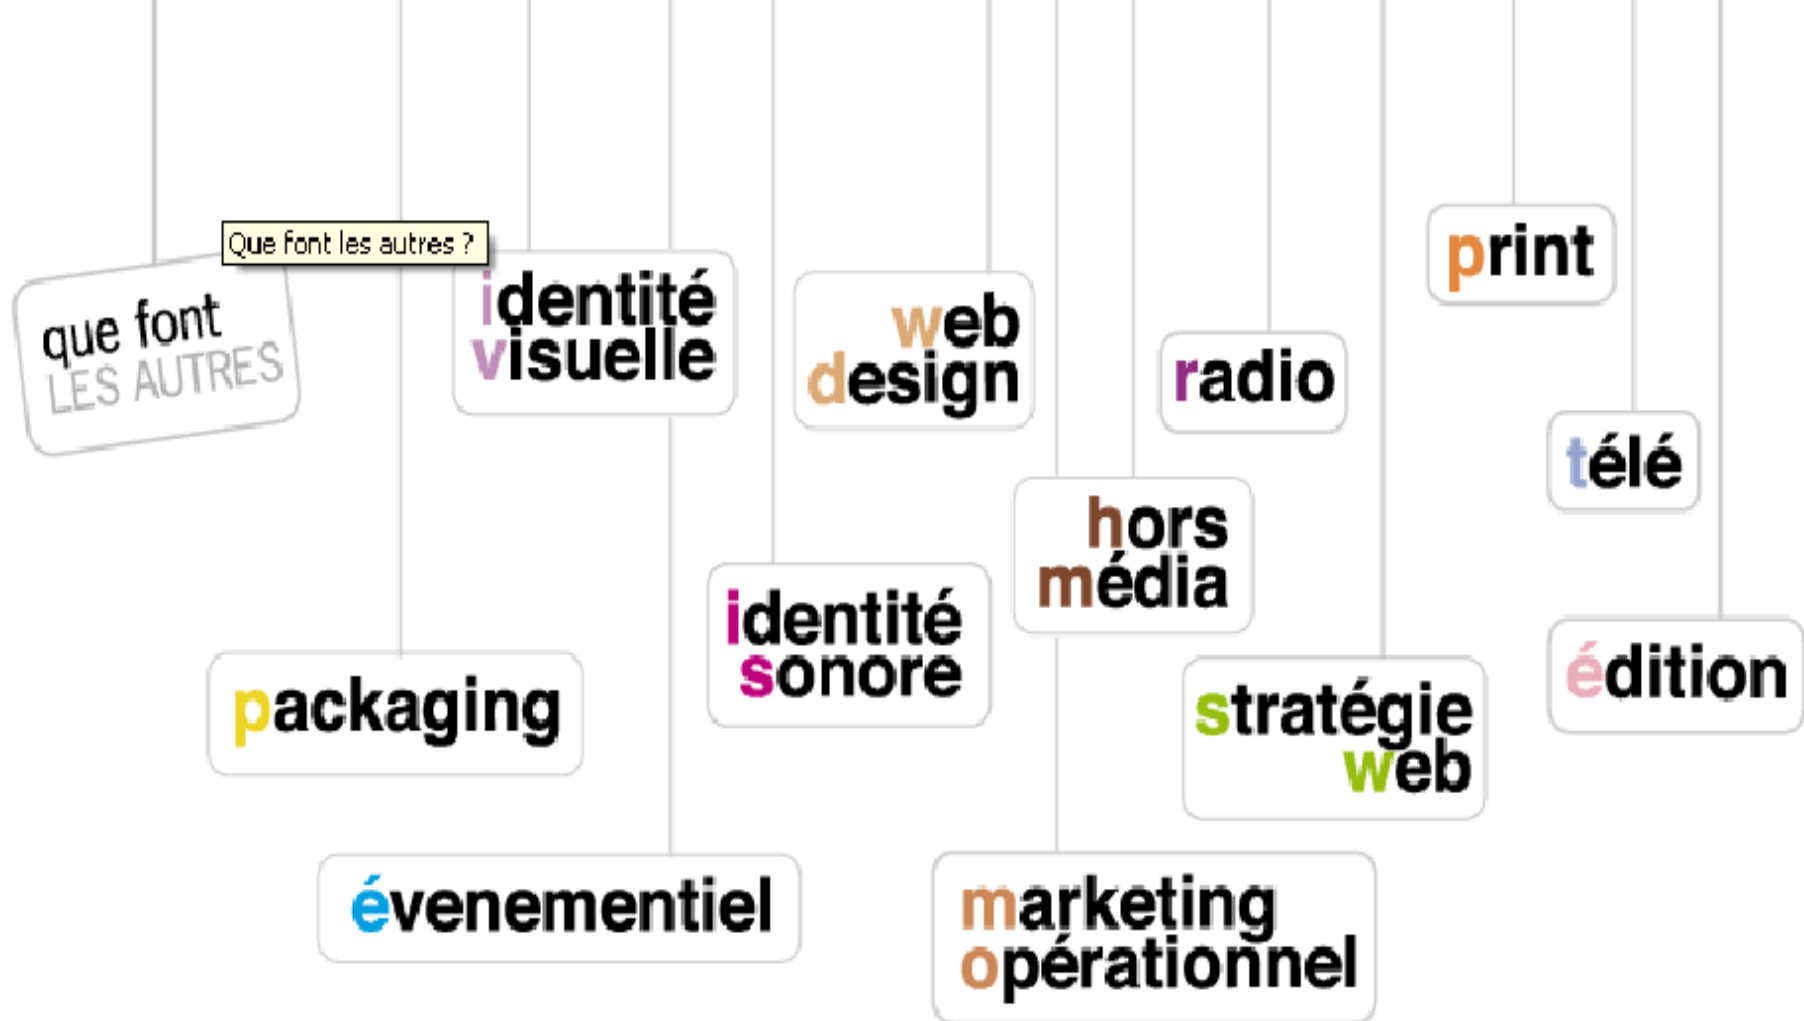 Que font les autres ?
que font
LES AUTRES
identité
visuelle
web
design
print
radio
télé
hors
média
identité
sonore
packaging
stratégie
web
édition
évenementiel
marketing
opérationnel